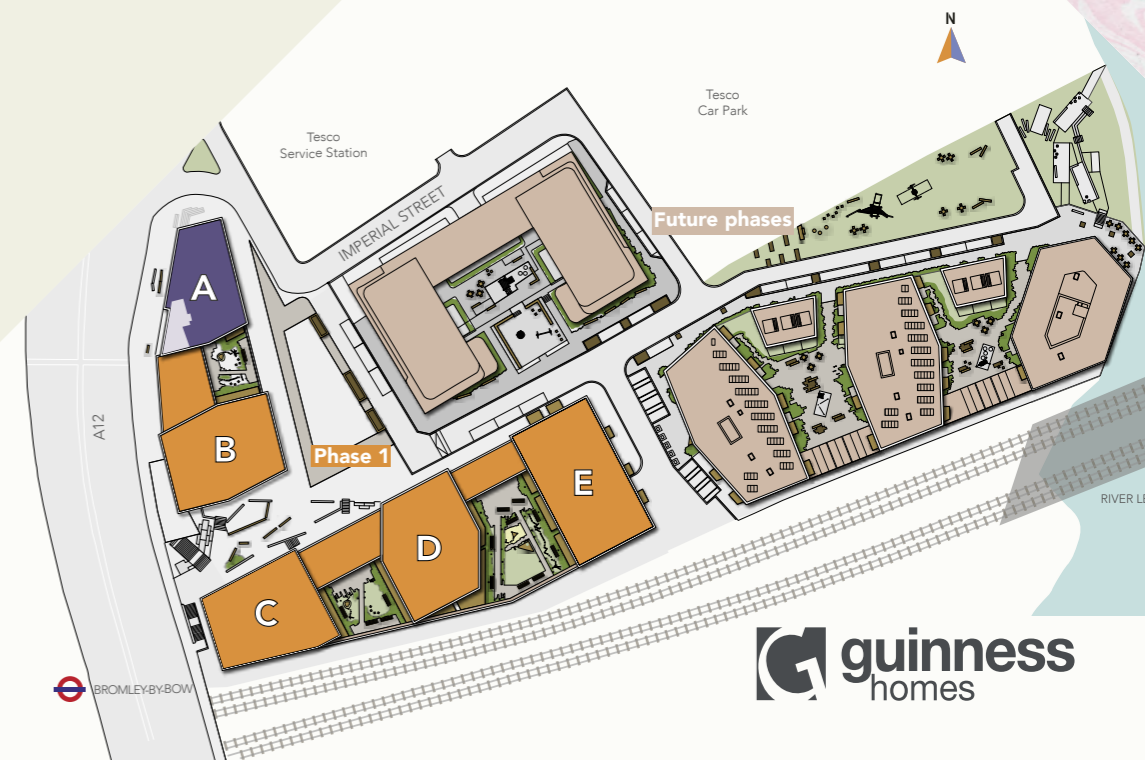 N
Tesco
Car Park
Tesco
Service Station
IMPERIAL STREET
Future phases
A
A12
B
Phase 1
E
D
C
RIVER LE
BROMLEY-BY-BOW
guinness
homes